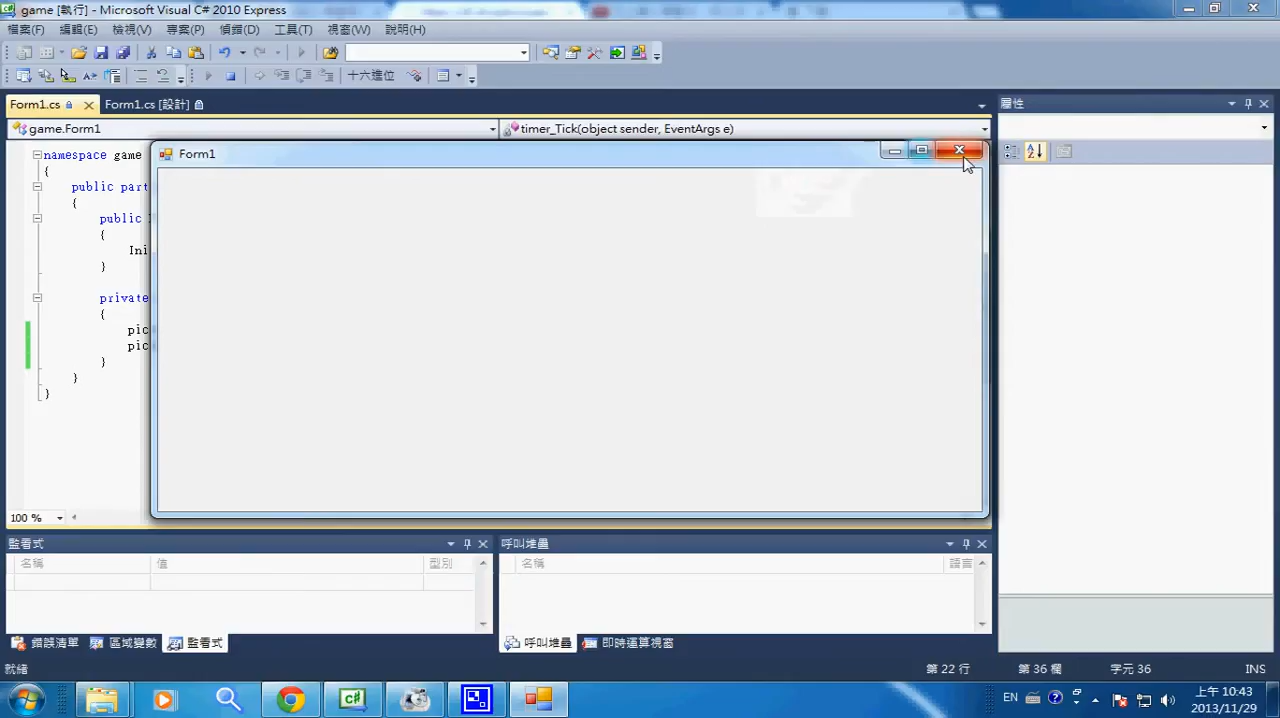 game [執行] - Microsoft Visual C# 2010 Express
檔案(F) 編輯(E) 檢視(V) 專案(P) 偵錯(D) 工具(T) 視窗(W) 說明(H)
十六進位
Form1.cs Form1.cs [設計] 屬性
game.Form1 timer_Tick(object sender, EventArgs e)
Form1
namespace game
{
public part
{
public
{
Ini
}
private
{
pic
pic
}
}
}
100 %
監看式 呼叫堆疊
名稱 值 型別 名稱 語言
錯誤清單 區域變數 監看式 呼叫堆疊 即時運算視窗
就緒 第 22 行 第 36 欄 字元 36 INS
EN 上午 10:43
2013/11/29